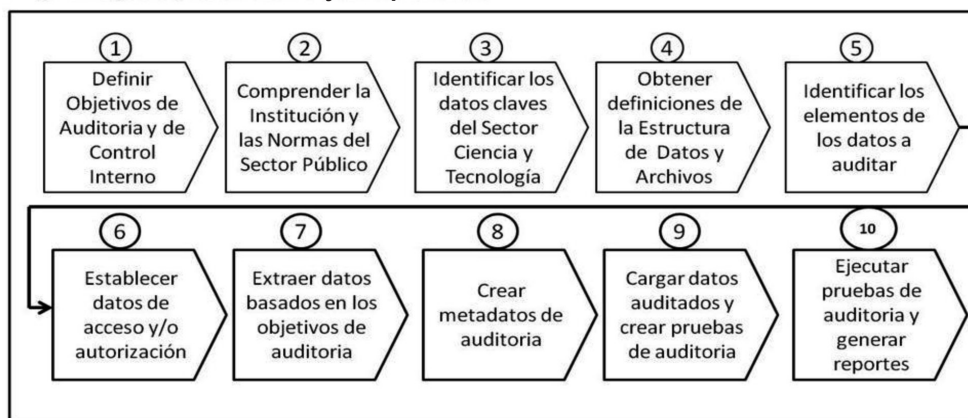 1
Definir
Objetivos de
Auditoria y de
Control
Interno
2
Comprender la
Institución y
las Normas del
Sector Público
3
Identificar los
datos claves
del Sector
Ciencia y
Tecnología
4
Obtener
definiciones de
la Estructura
de Datos y
Archivos
5
Identificar los
elementos de
los datos a
auditar
6
Establecer
datos de
acceso y/o
autorización
7
Extraer datos
basados en los
objetivos de
auditoria
8
Crear
metadatos de
auditoria
9
Cargar datos
auditados y
crear pruebas
de auditoria
10
Ejecutar
pruebas de
auditoria y
generar
reportes